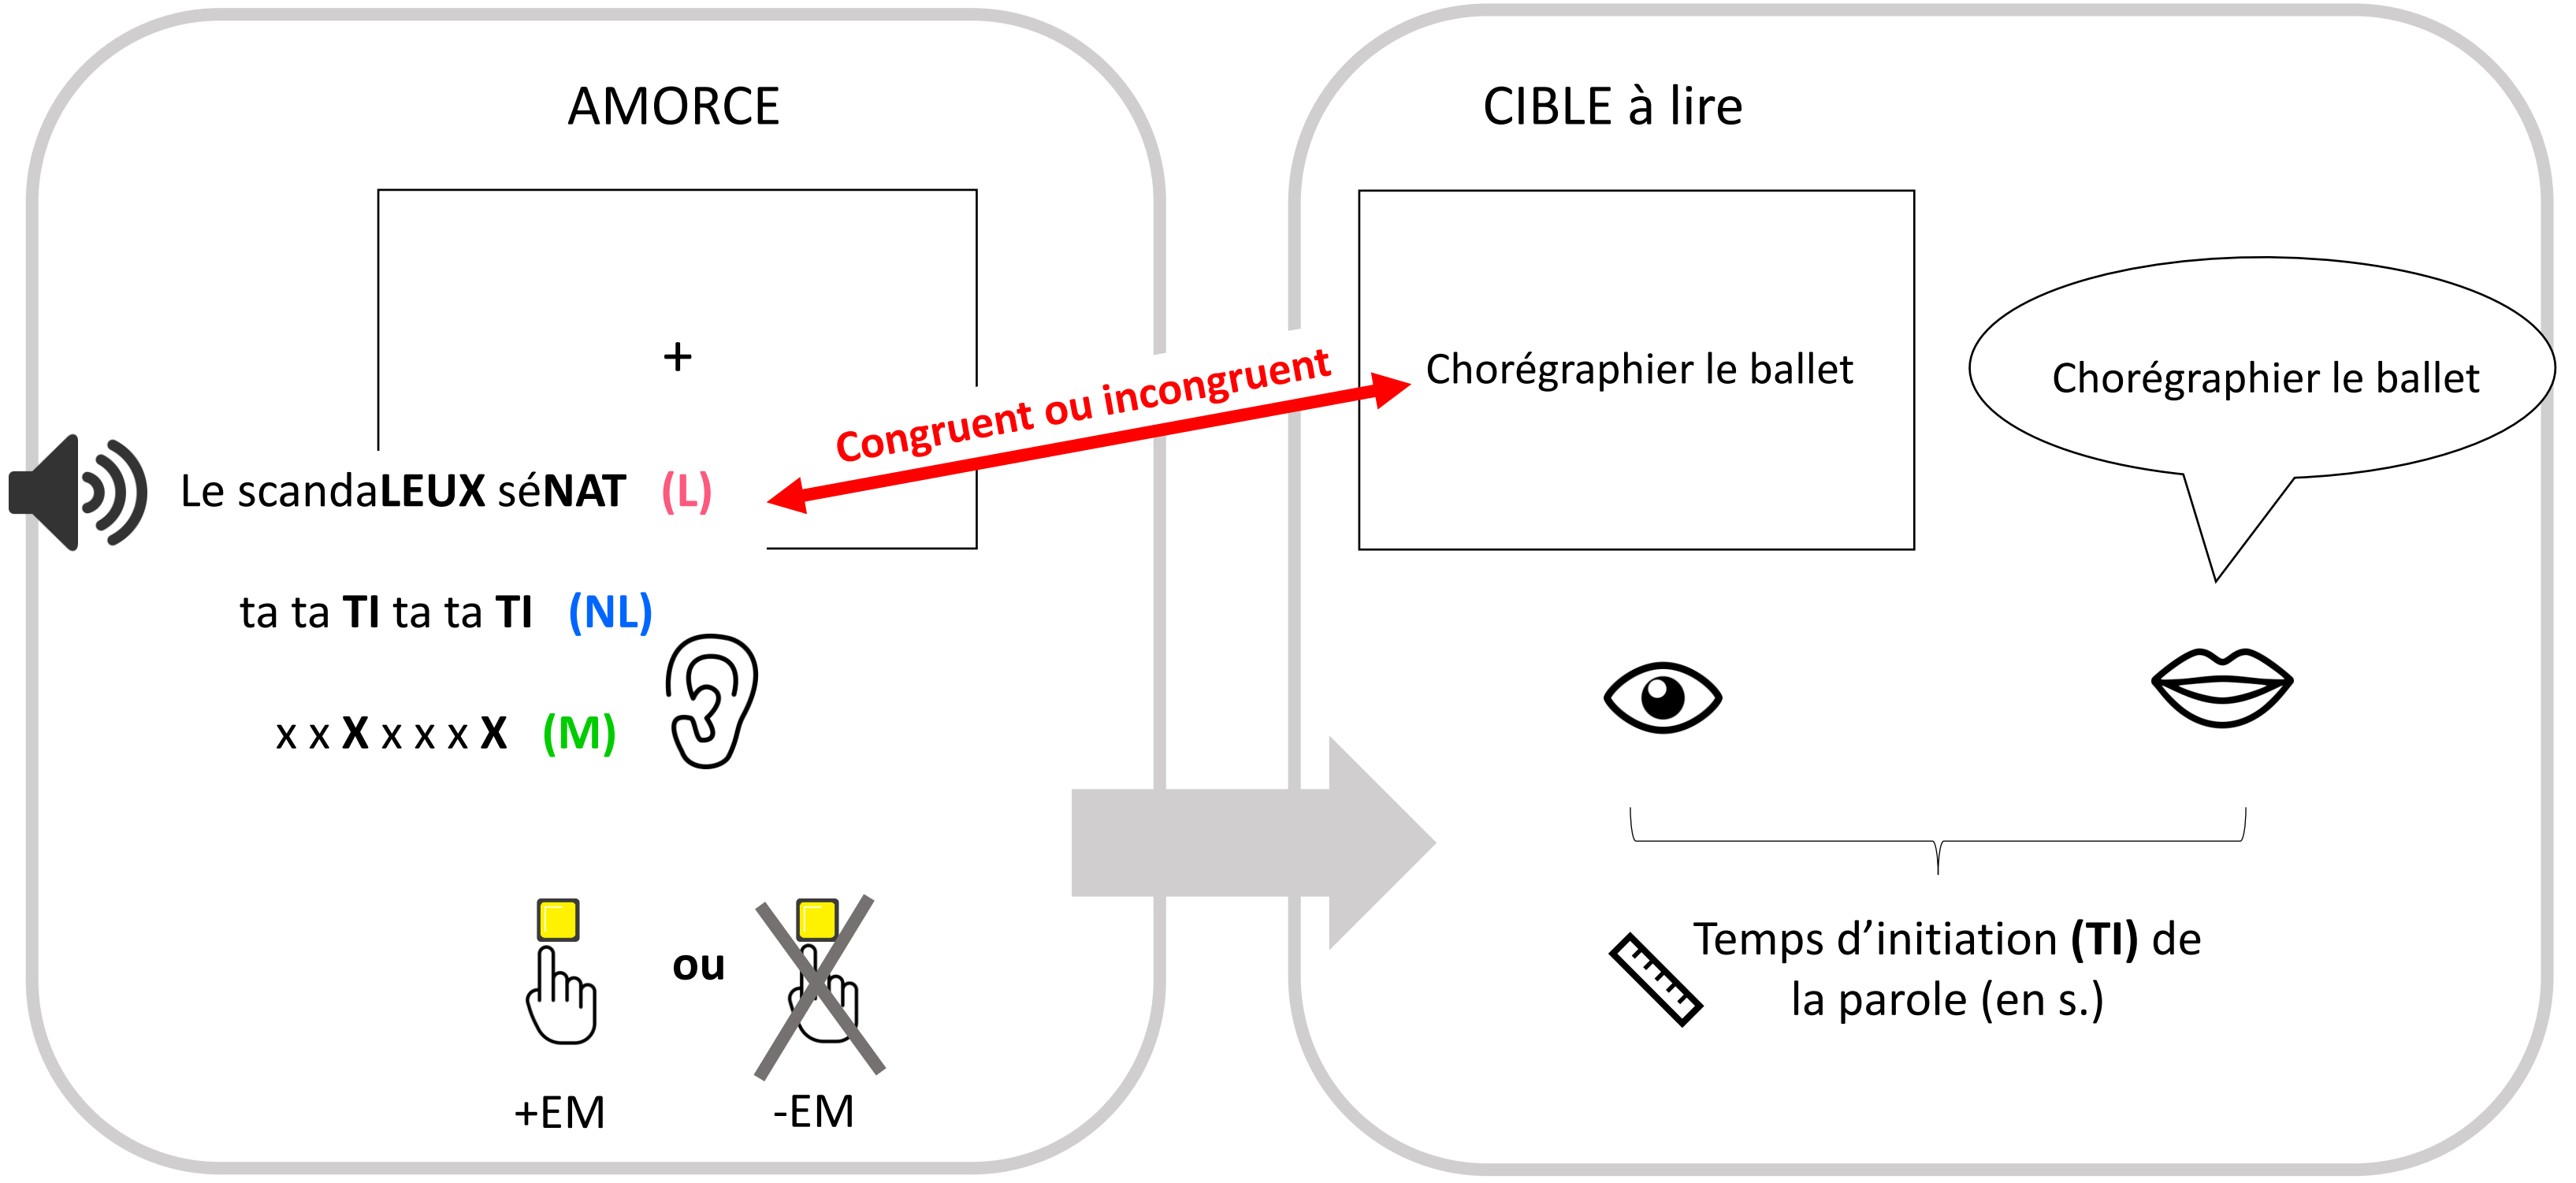 AMORCE
+
Le scandaLEUX séNAT (L)
ta ta TI ta ta TI (NL)
x x X x x x X (M)
ou
+EM
-EM
Congruent ou incongruent
CIBLE à lire
Chorégraphier le ballet
Chorégraphier le ballet
Temps d’initiation (TI) de
la parole (en s.)